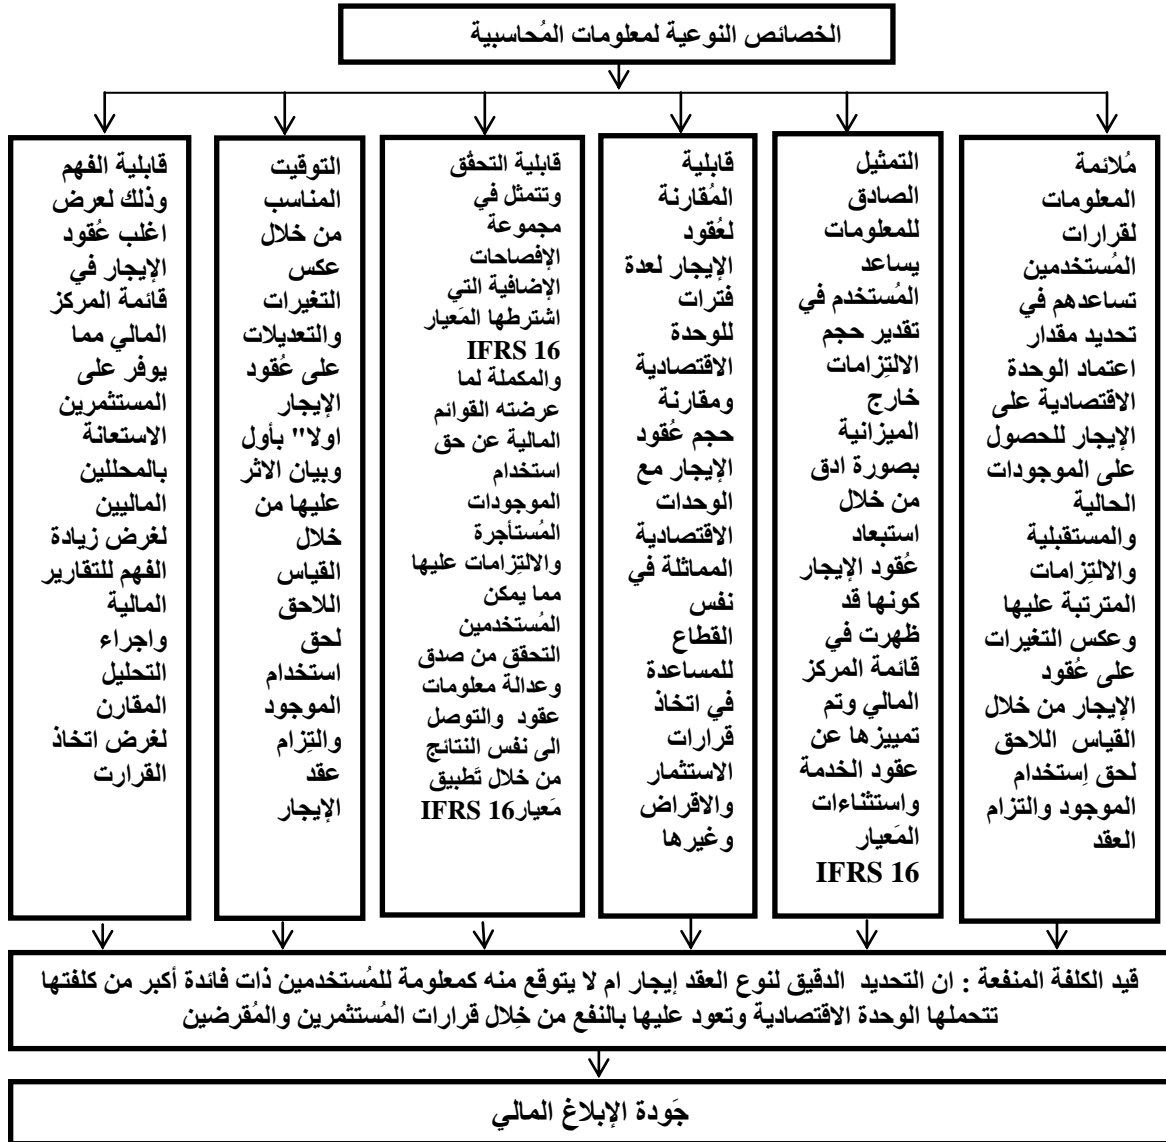 الخصائص النوعية لمعلومات المُحاسبية
مُلائمة
المعلومات
لقرارات
المُستخدمين
تساعدهم في
تحديد مقدار
اعتماد الوحدة
الاقتصادية على
الإيجار للحصول
على الموجودات
الحالية
والمستقبلية
والالتِزامات
المترتبة عليها
وعكس التغيرات
على عُقود
الإيجار من خلال
القياس اللاحق
لحق إستخدام
الموجود والتزام
العقد
التمثيل
الصادق
للمعلومات
يساعد
المُستخدم في
تقدير حجم
الالتِزامات
خارج
الميزانية
بصورة ادق
من خلال
استبعاد
عُقود الإيجار
كونها قد
ظهرت في
قائمة المركز
المالي وتم
تمييزها عن
عقود الخدمة
واستثناءات
المَعيار
IFRS 16
قابلية
المُقارنة
لعُقود
الإيجار لعدة
فترات
للوحدة
الاقتصادية
ومقارنة
حجم عُقود
الإيجار مع
الوحدات
الاقتصادية
المماثلة في
نفس
القطاع
للمساعدة
في اتخاذ
قرارات
الاستثمار
والاقراض
وغيرها
قابلية التحقُق
وتتمثل في
مجموعة
الإفصاحات
الإضافية التي
اشترطها المَعيار
IFRS 16
والمكملة لما
عرضته القوائم
المالية عن حق
استخدام
الموجودات
المُستأجرة
والالتِزامات عليها
مما يمكن
المُستخدمين
التحقق من صدق
وعدالة معلومات
عقود والتوصل
الى نفس النتائج
من خلال تَطبيق
مَعيارIFRS 16
التوقيت
المناسب
من خلال
عكس
التغيرات
والتعديلات
على عُقود
الإيجار
اولا" بأول
وبيان الاثر
عليها من
خلال
القياس
اللاحق
لحق
استخدام
الموجود
والتِزام
عقد
الإيجار
قابلية الفهم
وذلك لعرض
اغلب عُقود
الإيجار في
قائمة المركز
المالي مما
يوفر على
المستثمرين
الاستعانة
بالمحللين
الماليين
لغرض زيادة
الفهم للتقارير
المالية
واجراء
التحليل
المقارن
لغرض اتخاذ
القرارت
قيد الكلفة المنفعة : ان التحديد الدقيق لنوع العقد إيجار ام لا يتوقع منه كمعلومة للمُستخدمين ذات فائدة أكبر من كلفتها
تتحملها الوحدة الاقتصادية وتعود عليها بالنفع من خِلال قرارات المُستثمرين والمُقرضين
جَودة الإبلاغ المالي